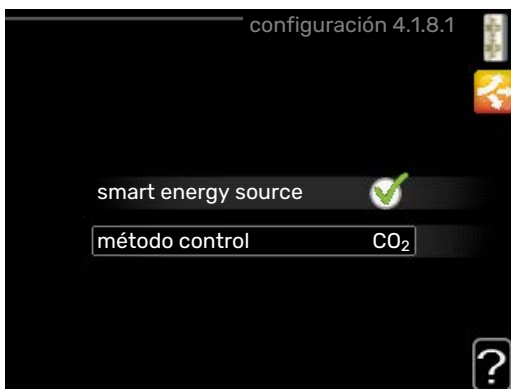 configuración 4.1.8.1
smart energy source
método control CO₂
?